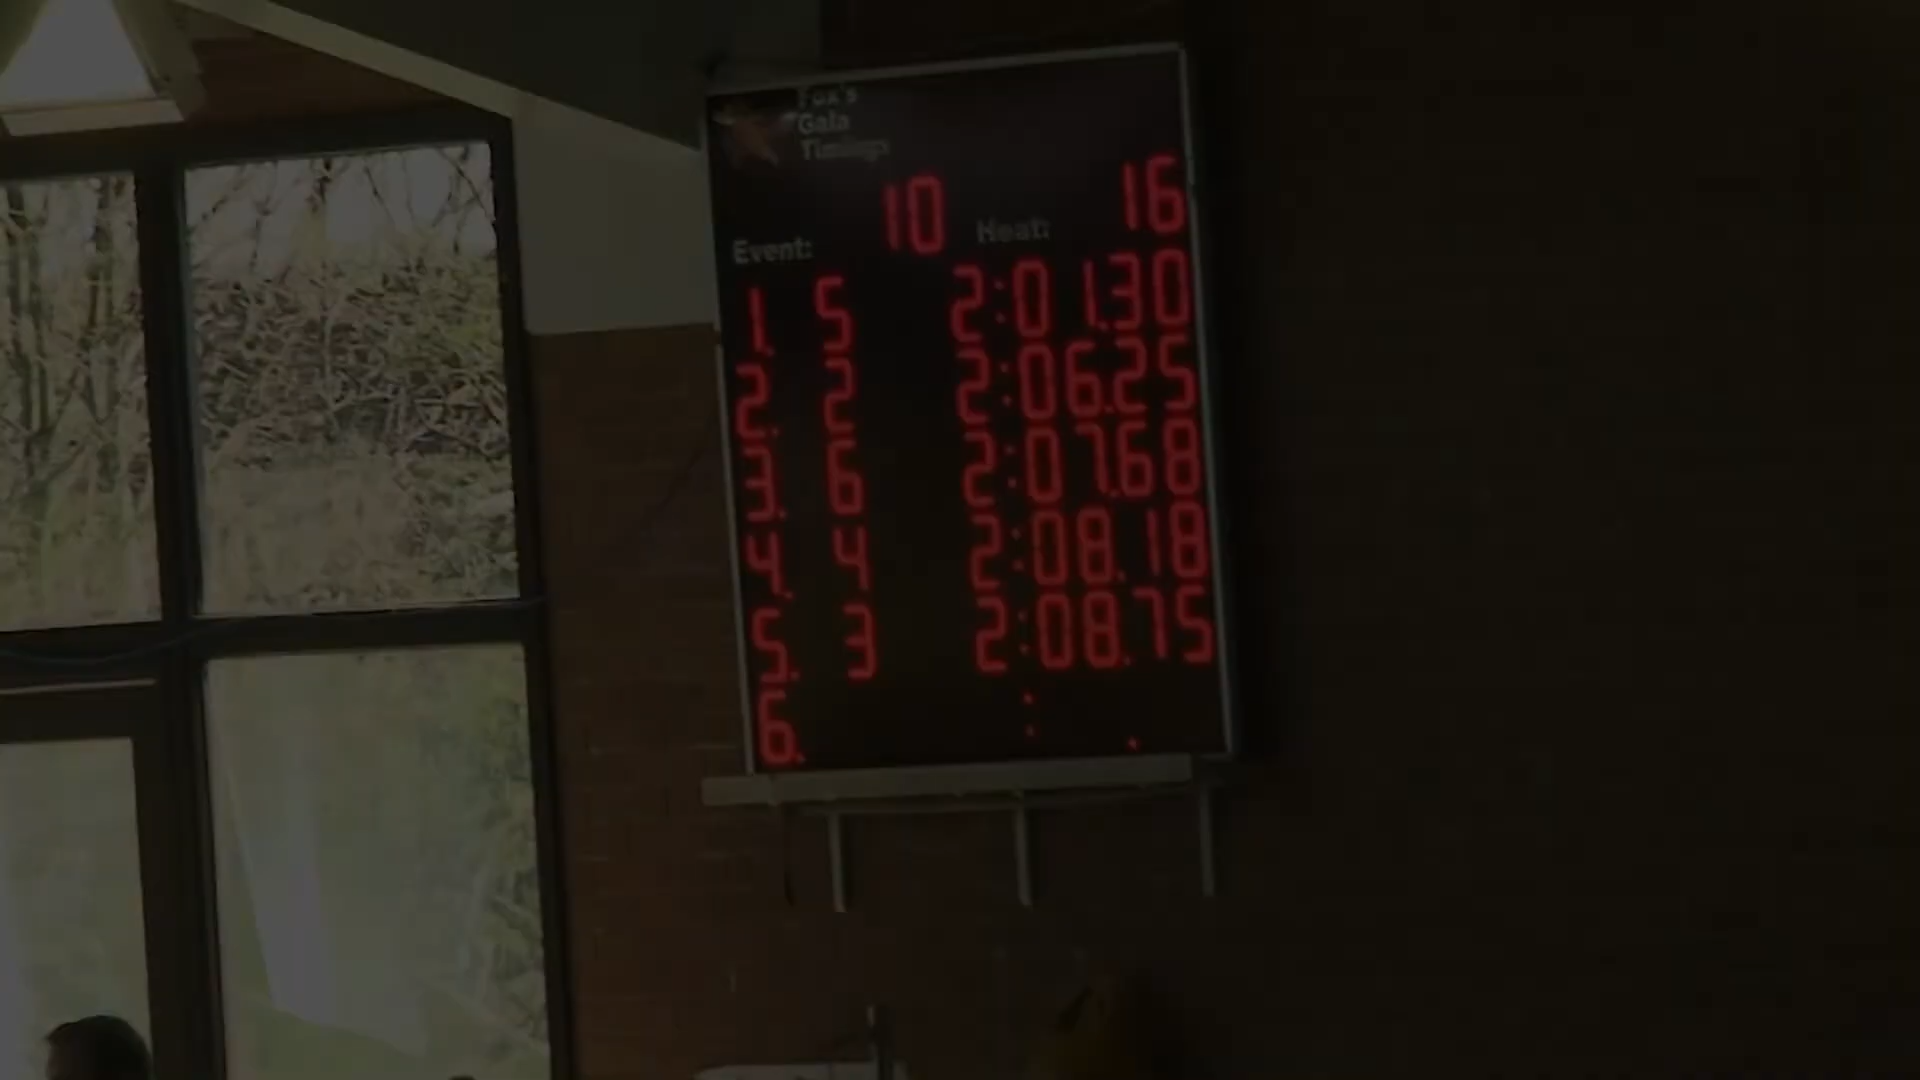 Fox's
Gala
Timings
Event: 10 Heat: 16
1. 5 2:01.30
2. 2 2:06.25
3. 6 2:07.68
4. 4 2:08.18
5. 3 2:08.75
6. : .